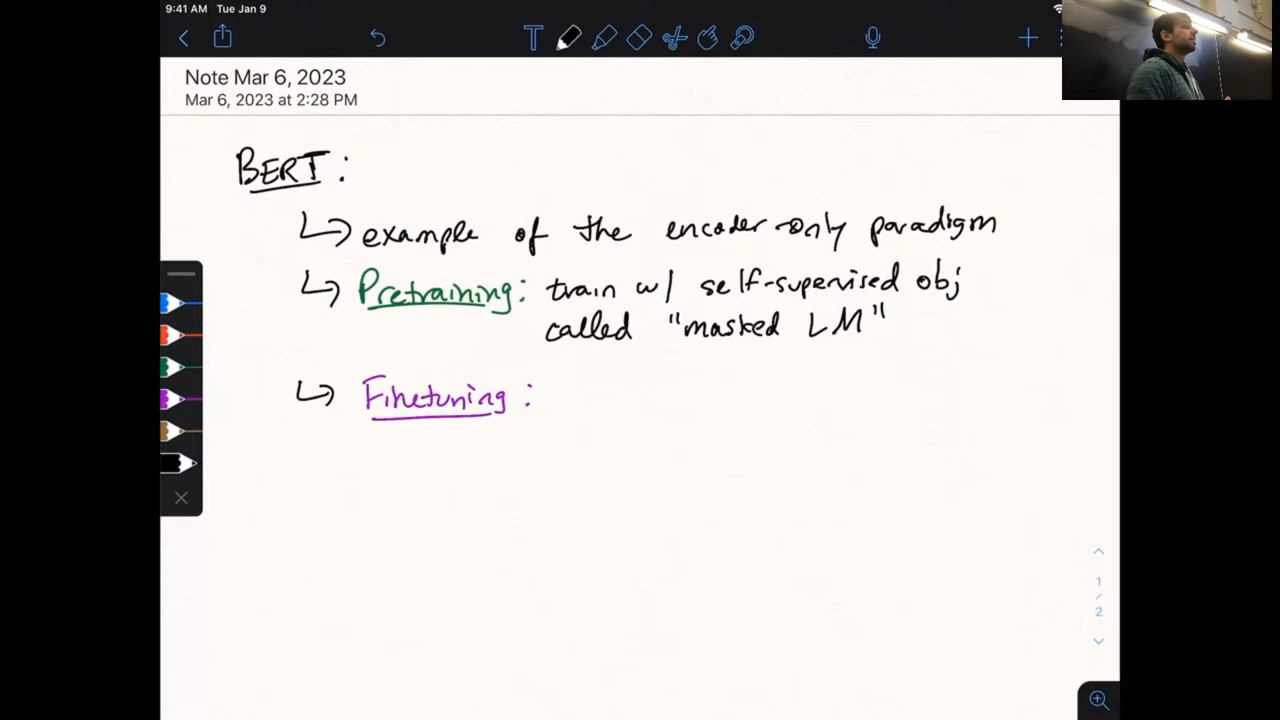 9:41 AM Tue Jan 9
Note Mar 6, 2023
Mar 6, 2023 at 2:28 PM
BERT:
↳ example of the encoder-only paradigm
↳ Pretraining: train w/ self-supervised obj
called "masked LM"
↳ Finetuning:
1
/
2